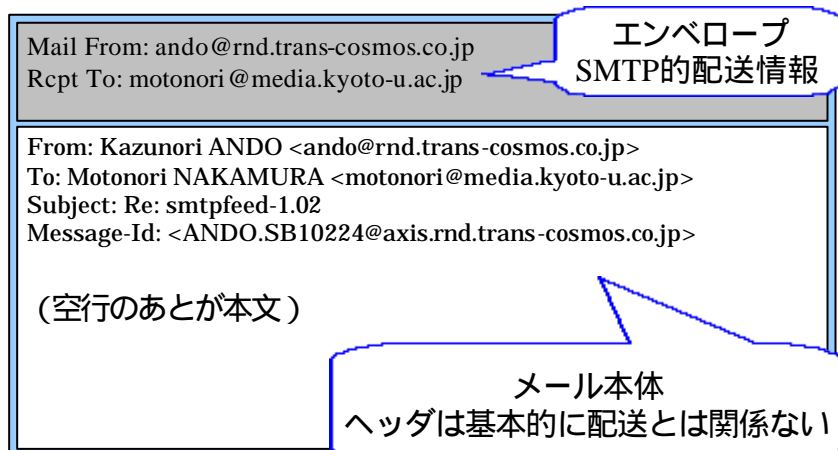 Mail From: ando@rnd.trans-cosmos.co.jp
Rcpt To: motonori@media.kyoto-u.ac.jp
エンベロープ
SMTP的配送情報
From: Kazunori ANDO <ando@rnd.trans-cosmos.co.jp>
To: Motonori NAKAMURA <motonori@media.kyoto-u.ac.jp>
Subject: Re: smtpfeed-1.02
Message-Id: <ANDO.SB10224@axis.rnd.trans-cosmos.co.jp>
(空行のあとが本文)
メール本体
ヘッダは基本的に配送とは関係ない